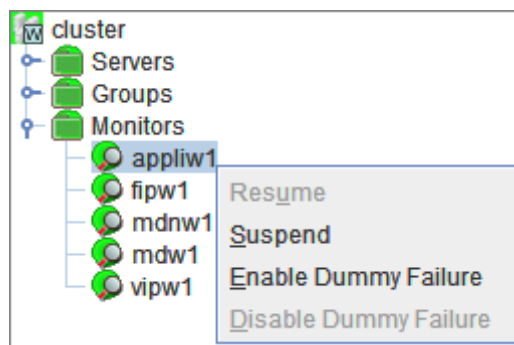 cluster
Servers
Groups
Monitors
appliw1
fipw1
mdnw1
mdw1
vipw1
Resume
Suspend
Enable Dummy Failure
Disable Dummy Failure